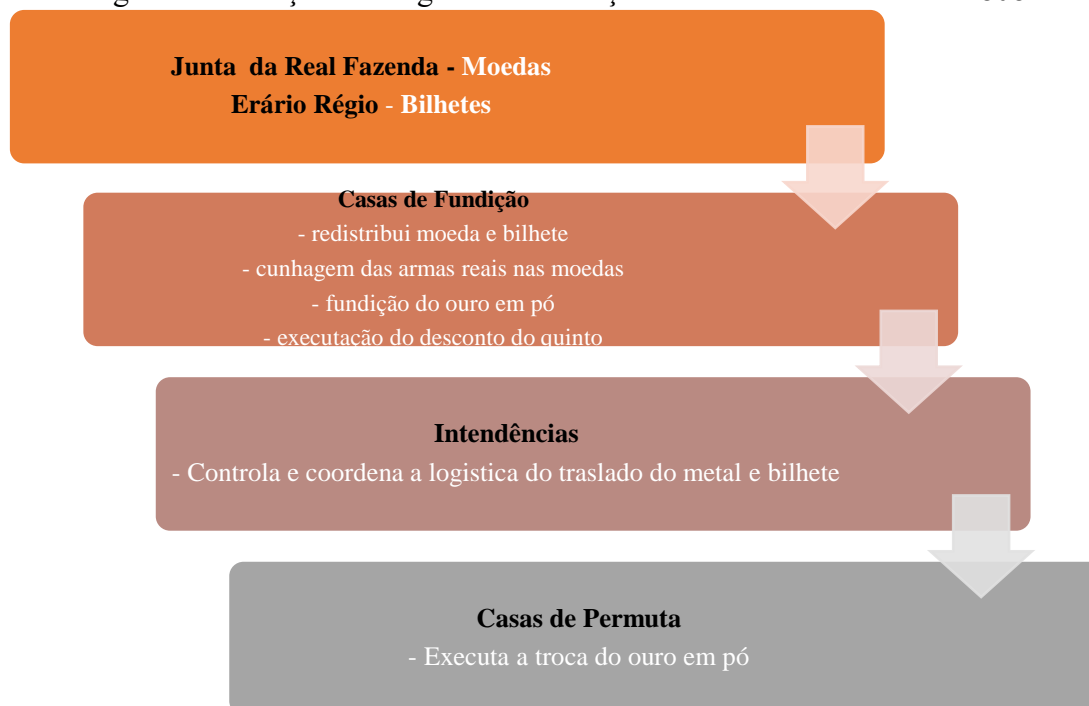 Junta da Real Fazenda - Moedas
Erário Régio - Bilhetes
Casas de Fundição
- redistribui moeda e bilhete
- cunhagem das armas reais nas moedas
- fundição do ouro em pó
- executação do desconto do quinto
Intendências
- Controla e coordena a logistica do traslado do metal e bilhete
Casas de Permuta
- Executa a troca do ouro em pó